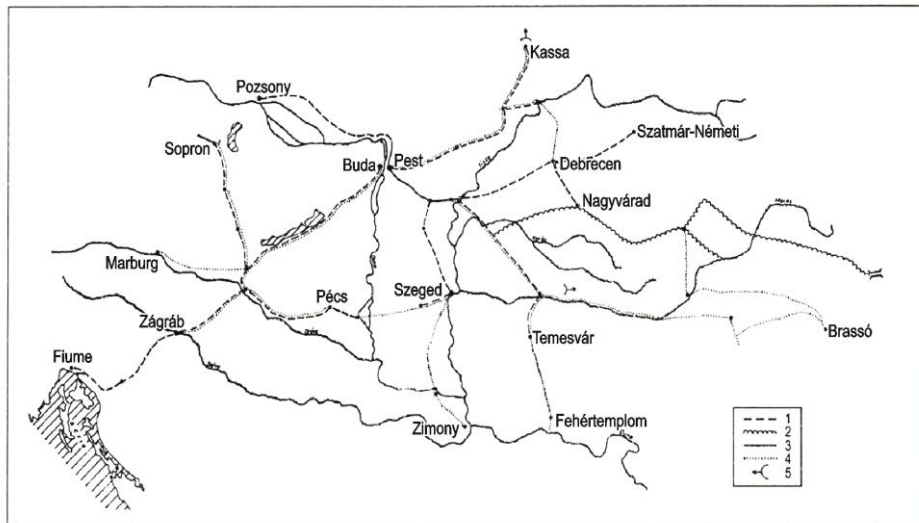 Kassa
Pozsony
Szatmár-Németi
Sopron
Buda
Pest
Debrecen
Nagyvárad
Marburg
Pécs
Szeged
Zágráb
Temesvár
Brassó
Fiume
Zimony
Fehértemplom
1
2
3
4
5